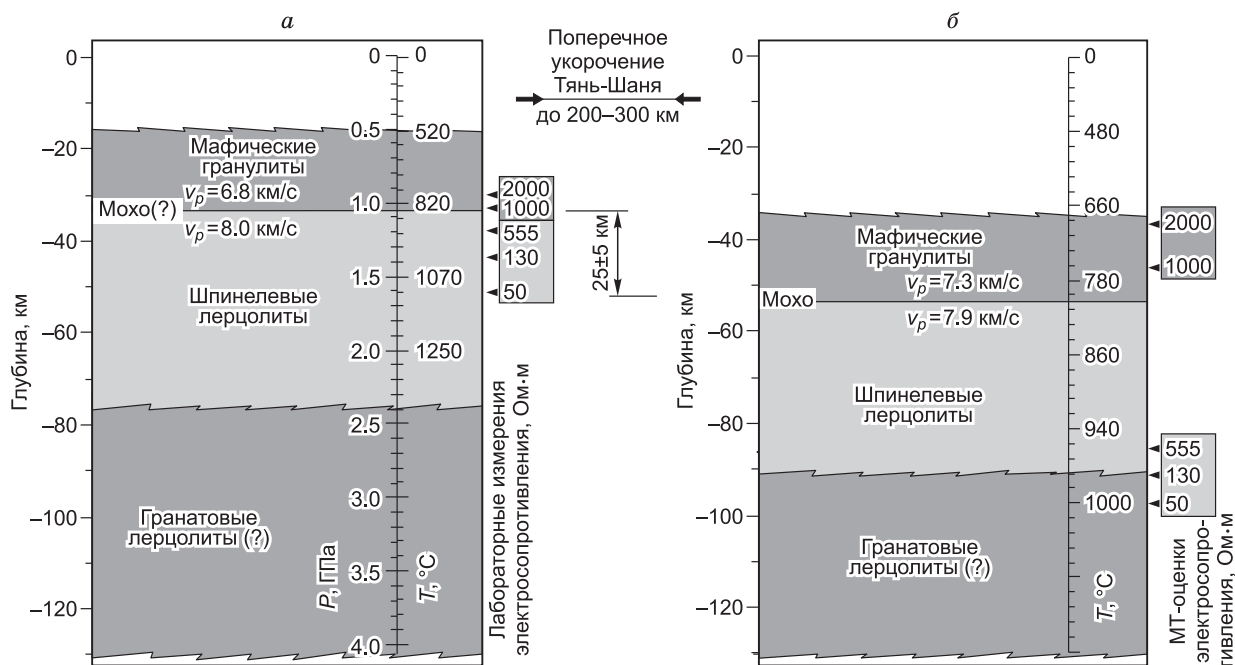 а
0
–20
–40
–60
–80
–100
–120
Глубина, км
Мохо(?)
Мафические
гранулиты
vp=6.8 км/с
vp=8.0 км/с
Шпинелевые
лерцолиты
Гранатовые
лерцолиты (?)
0
0.5
1.0
1.5
2.0
2.5
3.0
3.5
4.0
P, ГПа
0
520
820
1070
1250
T, °C
2000
1000
555
130
50
Лабораторные измерения
электросопротивления, Ом·м
Поперечное
укорочение
Тянь-Шаня
до 200–300 км
25±5 км
б
0
–20
–40
–60
–80
–100
–120
Глубина, км
Мохо
Мафические
гранулиты
vp=7.3 км/с
vp=7.9 км/с
Шпинелевые
лерцолиты
Гранатовые
лерцолиты (?)
0
480
660
780
860
940
1000
T, °C
2000
1000
555
130
50
МТ-оценки
электросопро-
тивления, Ом·м